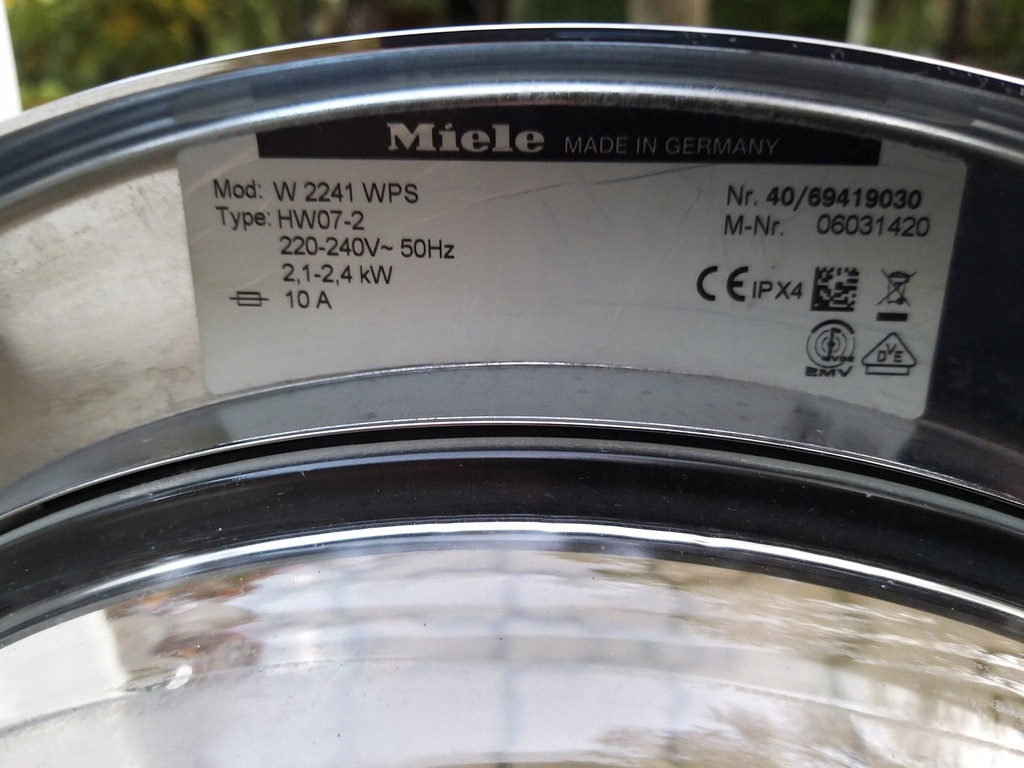 Miele MADE IN GERMANY
Mod: W 2241 WPS
Type: HW07-2
220-240V~ 50Hz
2,1-2,4 kW
10 A
Nr. 40/69419030
M-Nr. 06031420
CE IPX4
DVE
EMV